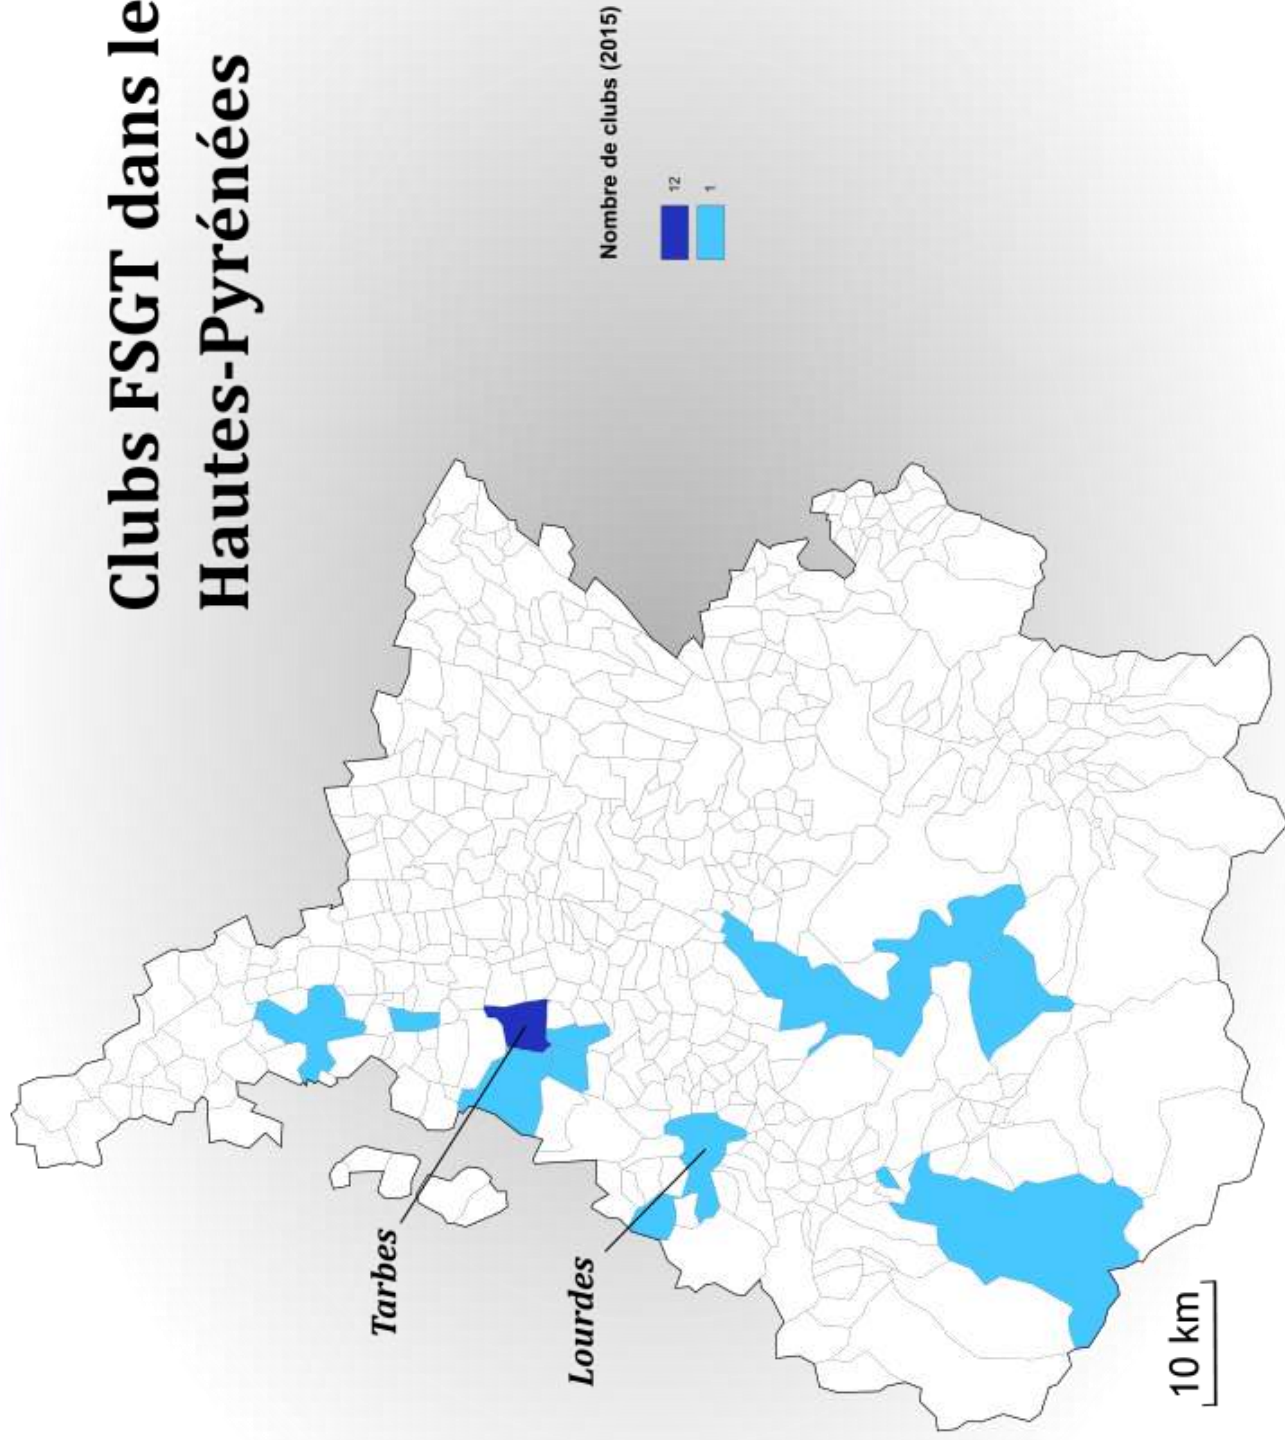 Clubs FSGT dans le
Hautes-Pyrénées
Nombre de clubs (2015)
12
1
Tarbes
Lourdes
10 km